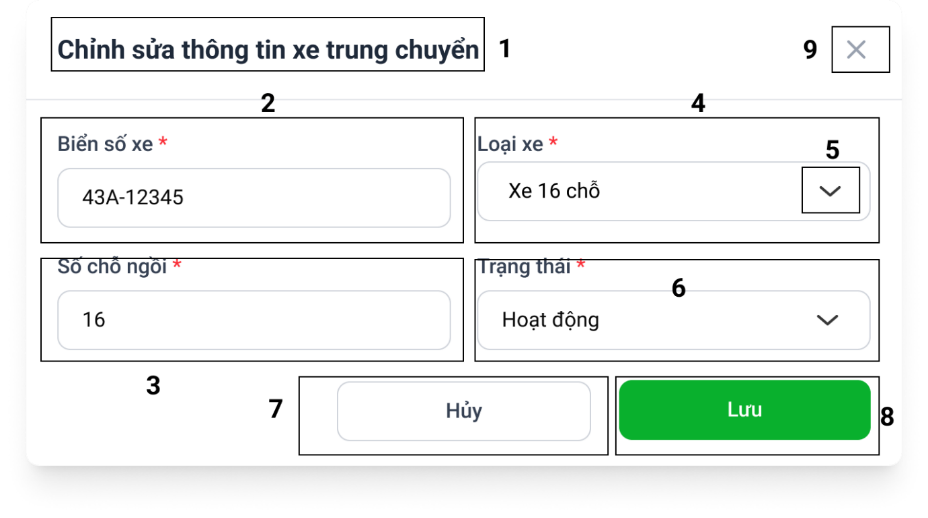 Chỉnh sửa thông tin xe trung chuyển 1 9
2 4
Biển số xe * Loại xe * 5
43A-12345 Xe 16 chỗ
Số chỗ ngồi * Trạng thái * 6
16 Hoạt động
3
7 Hủy Lưu 8